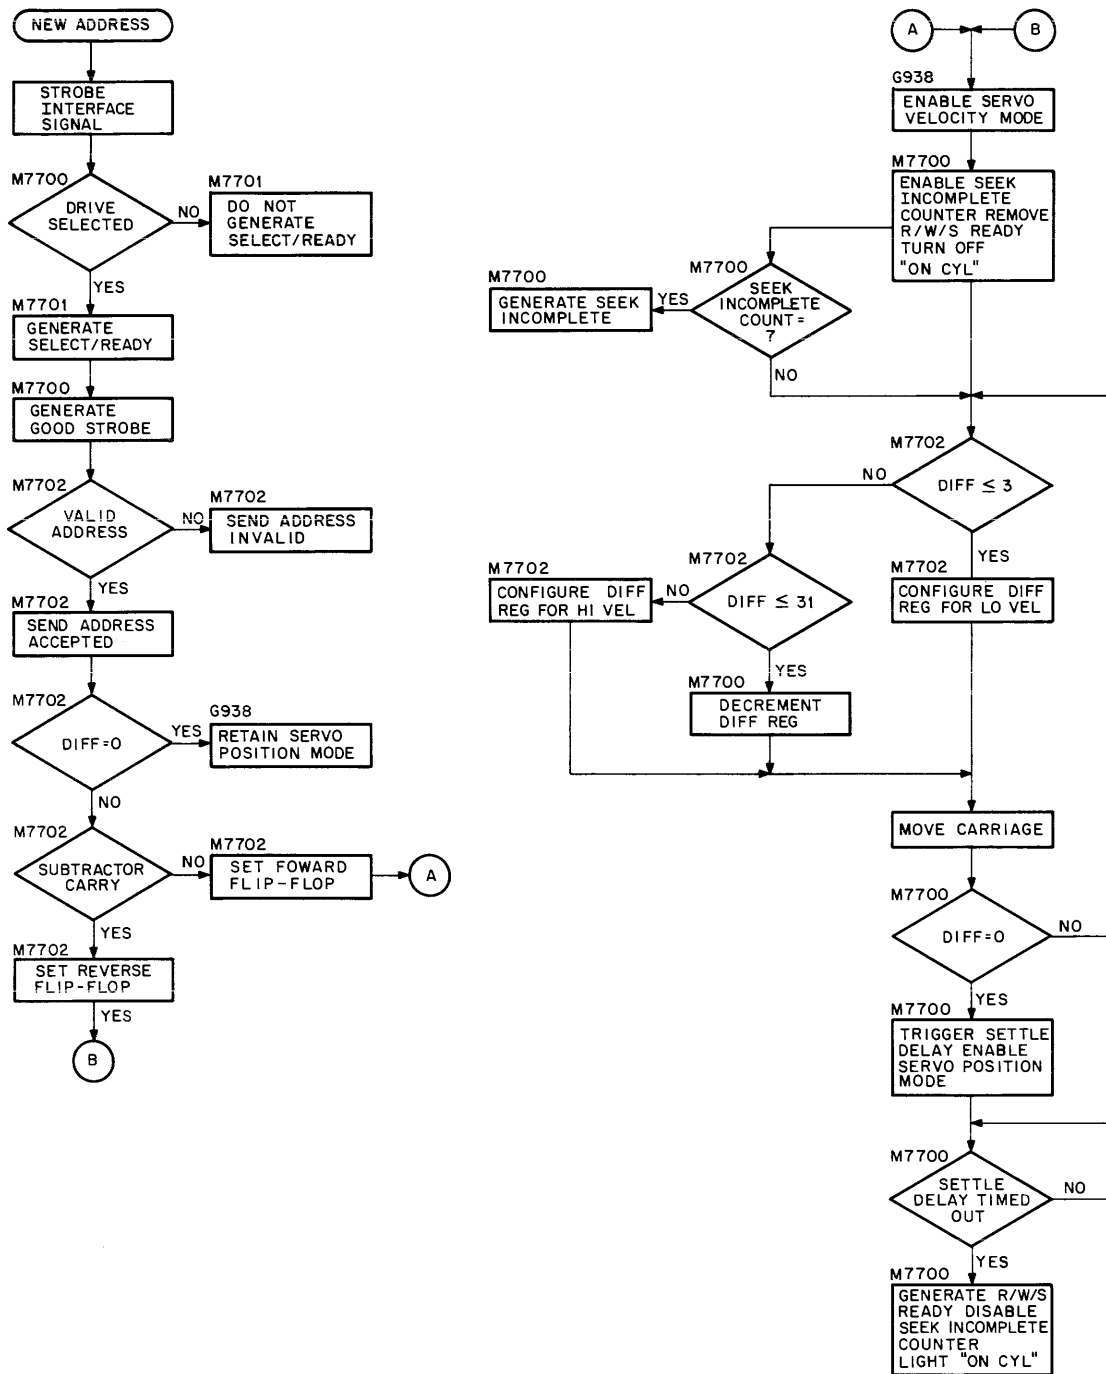 NEW ADDRESS
STROBE
INTERFACE
SIGNAL
M7700
DRIVE
SELECTED
NO
M7701
DO NOT
GENERATE
SELECT/READY
YES
M7701
GENERATE
SELECT/READY
M7700
GENERATE
GOOD STROBE
M7702
VALID
ADDRESS
NO
M7702
SEND ADDRESS
INVALID
YES
M7702
SEND ADDRESS
ACCEPTED
M7702
DIFF=0
YES
G938
RETAIN SERVO
POSITION MODE
NO
M7702
SUBTRACTOR
CARRY
NO
M7702
SET FOWARD
FLIP-FLOP
A
YES
M7702
SET REVERSE
FLIP-FLOP
YES
B
A
B
G938
ENABLE SERVO
VELOCITY MODE
M7700
ENABLE SEEK
INCOMPLETE
COUNTER REMOVE
R/W/S READY
TURN OFF
"ON CYL"
M7700
SEEK
INCOMPLETE
COUNT=
7
YES
M7700
GENERATE SEEK
INCOMPLETE
NO
M7702
DIFF ≤ 3
NO
YES
M7702
CONFIGURE DIFF
REG FOR LO VEL
M7702
DIFF ≤ 31
NO
M7702
CONFIGURE DIFF
REG FOR HI VEL
YES
M7700
DECREMENT
DIFF REG
MOVE CARRIAGE
M7700
DIFF=0
NO
YES
M7700
TRIGGER SETTLE
DELAY ENABLE
SERVO POSITION
MODE
M7700
SETTLE
DELAY TIMED
OUT
NO
YES
M7700
GENERATE R/W/S
READY DISABLE
SEEK INCOMPLETE
COUNTER
LIGHT "ON CYL"